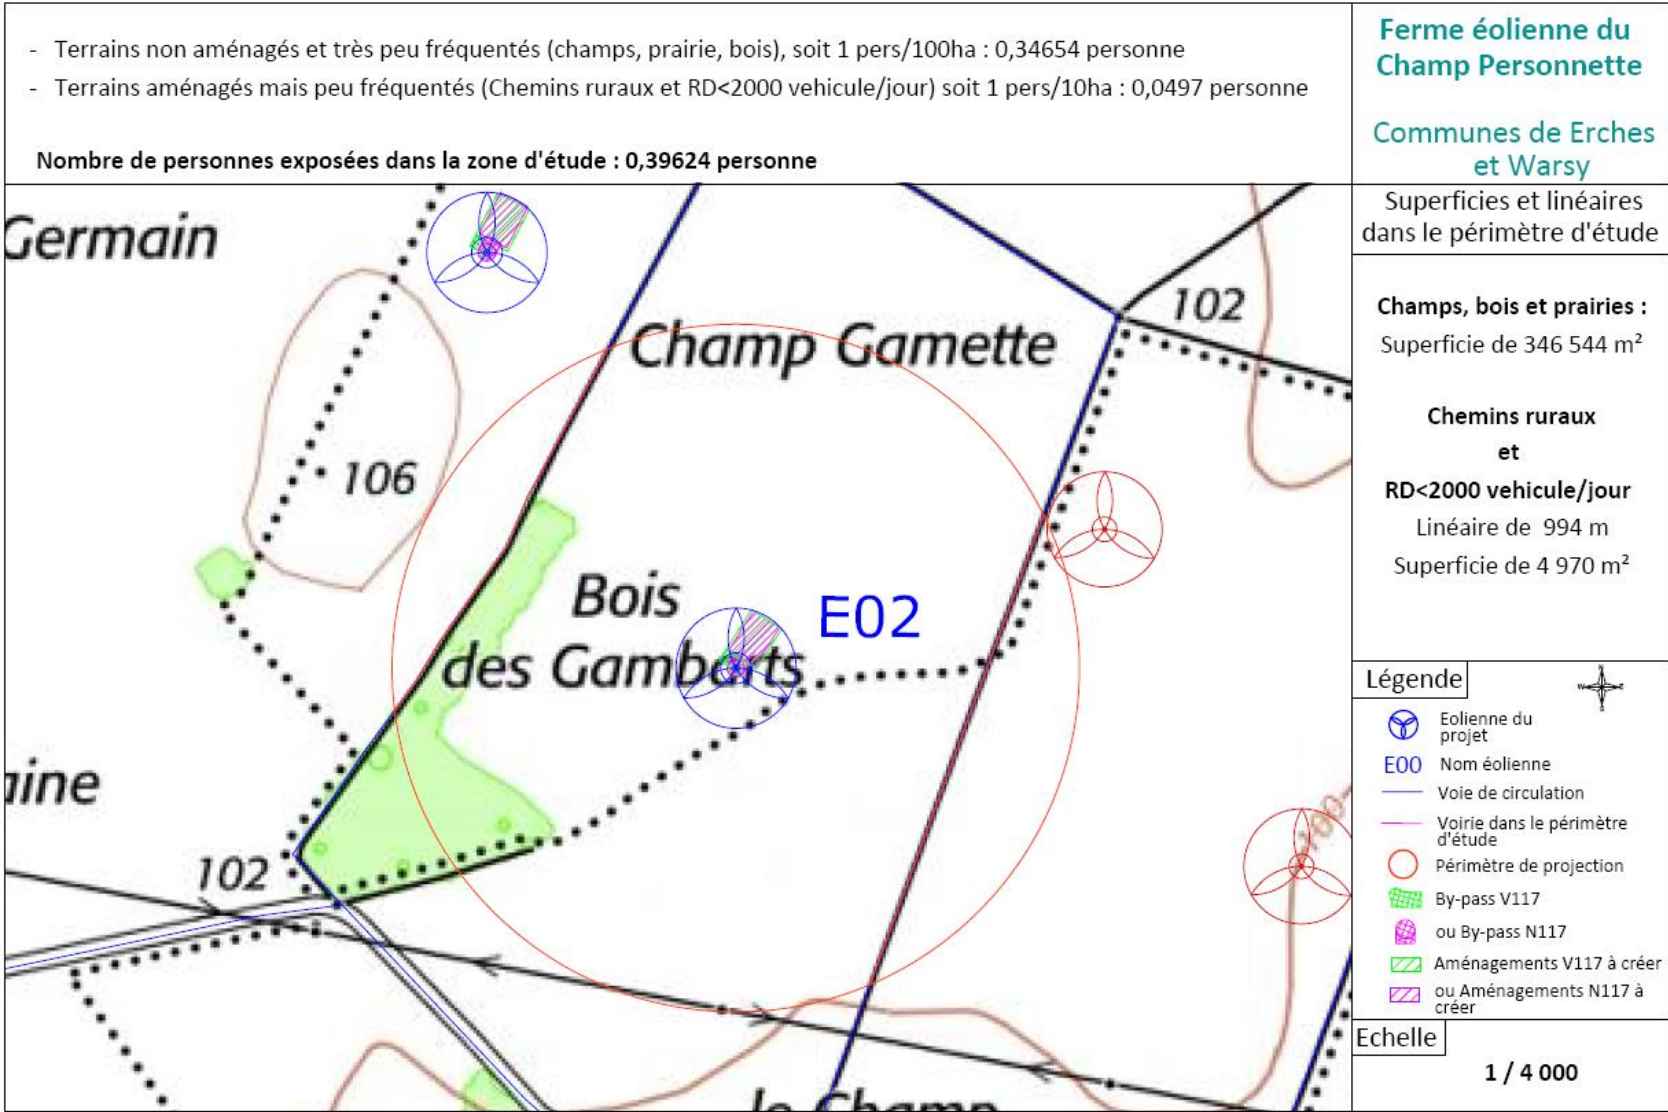 - Terrains non aménagés et très peu fréquentés (champs, prairie, bois), soit 1 pers/100ha : 0,34654 personne
- Terrains aménagés mais peu fréquentés (Chemins ruraux et RD<2000 vehicule/jour) soit 1 pers/10ha : 0,0497 personne
Nombre de personnes exposées dans la zone d'étude : 0,39624 personne
Ferme éolienne du
Champ Personnette
Communes de Erches
et Warsy
Superficies et linéaires
dans le périmètre d'étude
Champs, bois et prairies :
Superficie de 346 544 m²
Chemins ruraux
et
RD<2000 vehicule/jour
Linéaire de 994 m
Superficie de 4 970 m²
Germain
Champ Gamette
102
106
Bois
des Gambarts
E02
aine
102
100
le Champ
Légende
N
W E
S
Eolienne du
projet
E00 Nom éolienne
Voie de circulation
Voirie dans le périmètre
d'étude
Périmètre de projection
By-pass V117
ou By-pass N117
Aménagements V117 à créer
ou Aménagements N117 à
créer
Echelle
1 / 4 000